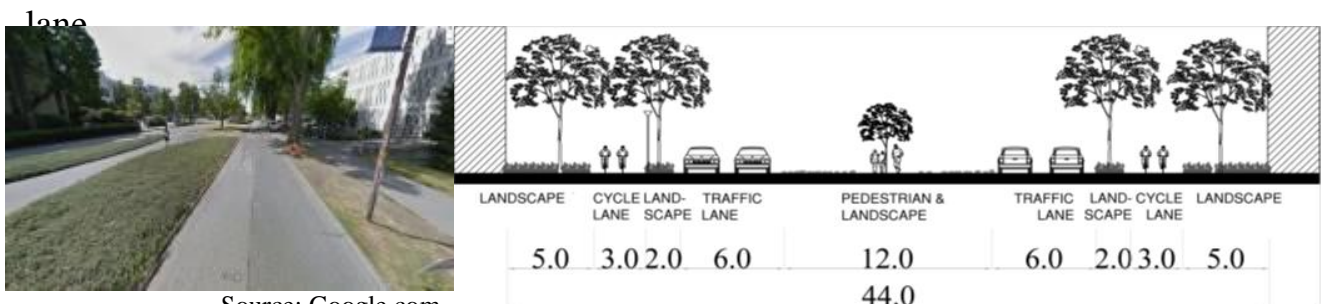 lane
LANDSCAPE CYCLE LAND- TRAFFIC PEDESTRIAN & TRAFFIC LAND- CYCLE LANDSCAPE
LANE SCAPE LANE LANDSCAPE LANE SCAPE LANE
5.0 3.0 2.0 6.0 12.0 6.0 2.0 3.0 5.0
44.0
Source: Google.com